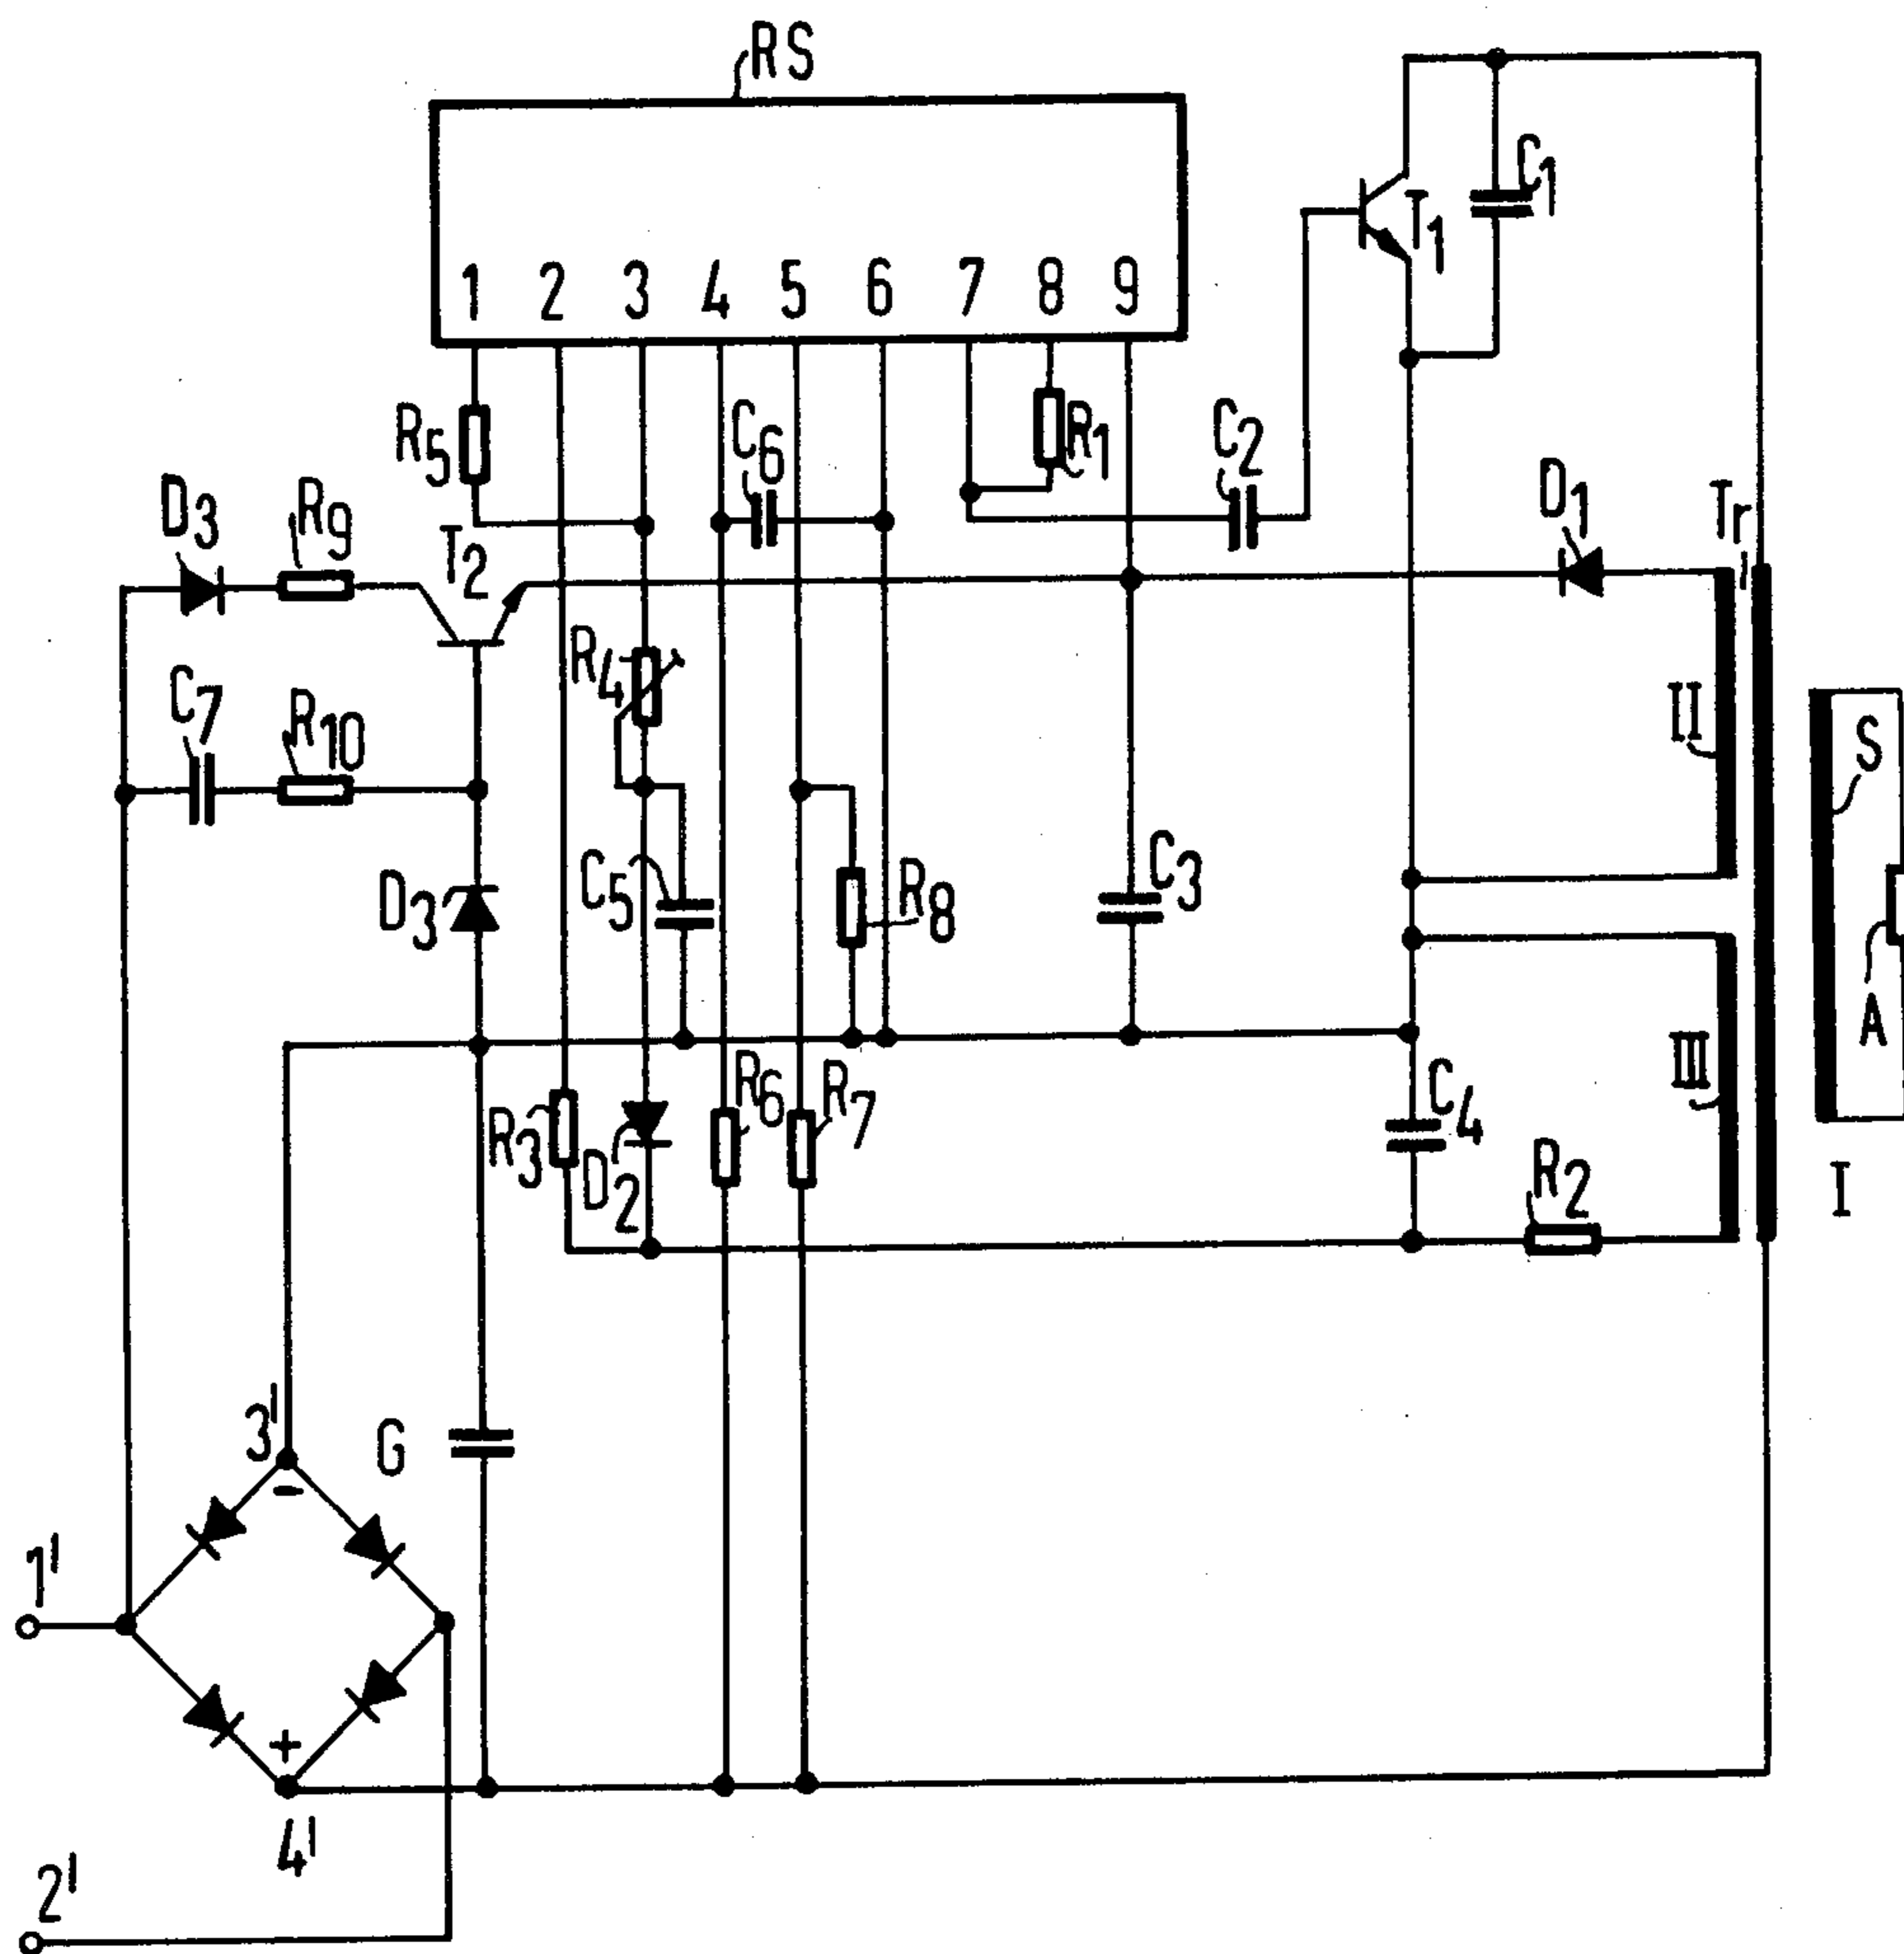 RS
C1
T1
1 2 3 4 5 6 7 8 9
R5
C6
R1
C2
D3
R9
T2
D1
Tr
R4
C7
R10
II
S
D3
C5
R8
C3
A
III
R3
D2
R6
R7
C4
R2
I
3'
G
-
1'
+
4'
2'